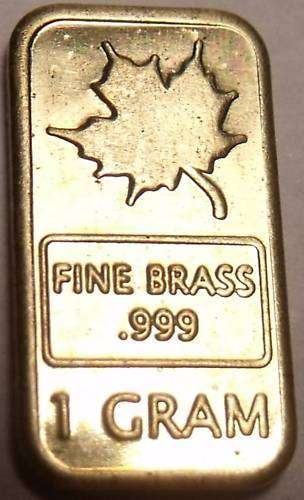 FINE BRASS
.999
1 GRAM